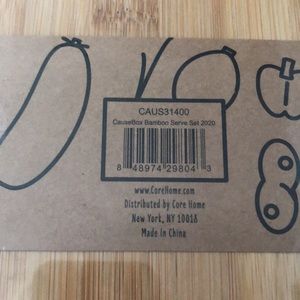 CAUS31400
CauseBox Bamboo Serve Set 2020
8 48974 29804 3
www.CoreHome.com
Distributed by Core Home
New York, NY 10018
Made in China